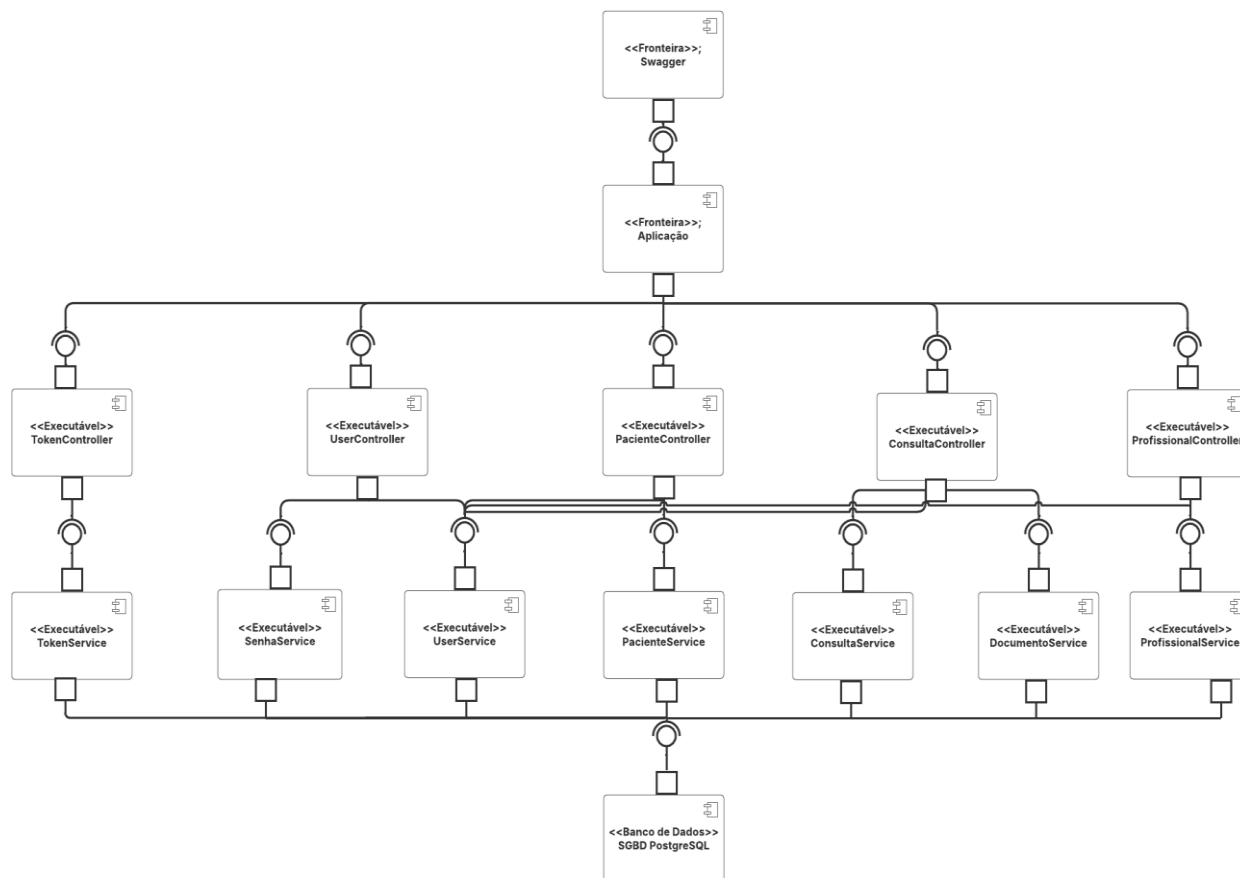 <<Fronteira>>;
Swagger
<<Fronteira>>;
Aplicação
<<Executável>>
TokenController
<<Executável>>
UserController
<<Executável>>
PacienteController
<<Executável>>
ConsultaController
<<Executável>>
ProfissionalController
<<Executável>>
TokenService
<<Executável>>
SenhaService
<<Executável>>
UserService
<<Executável>>
PacienteService
<<Executável>>
ConsultaService
<<Executável>>
DocumentoService
<<Executável>>
ProfissionalService
<<Banco de Dados>>
SGBD PostgreSQL